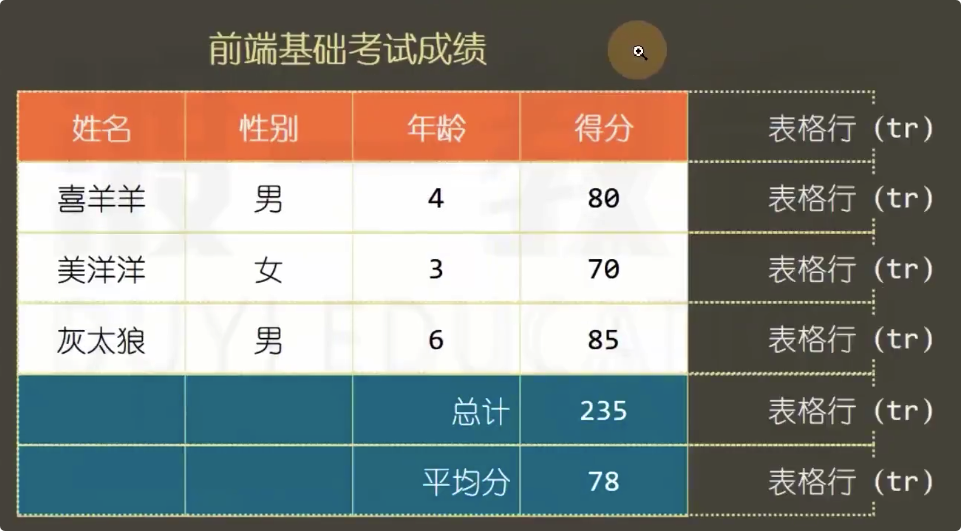 前端基础考试成绩
姓名 性别 年龄 得分 表格行 (tr)
喜羊羊 男 4 80 表格行 (tr)
美洋洋 女 3 70 表格行 (tr)
灰太狼 男 6 85 表格行 (tr)
DUYI EDUCAT
总计 235 表格行 (tr)
平均分 78 表格行 (tr)